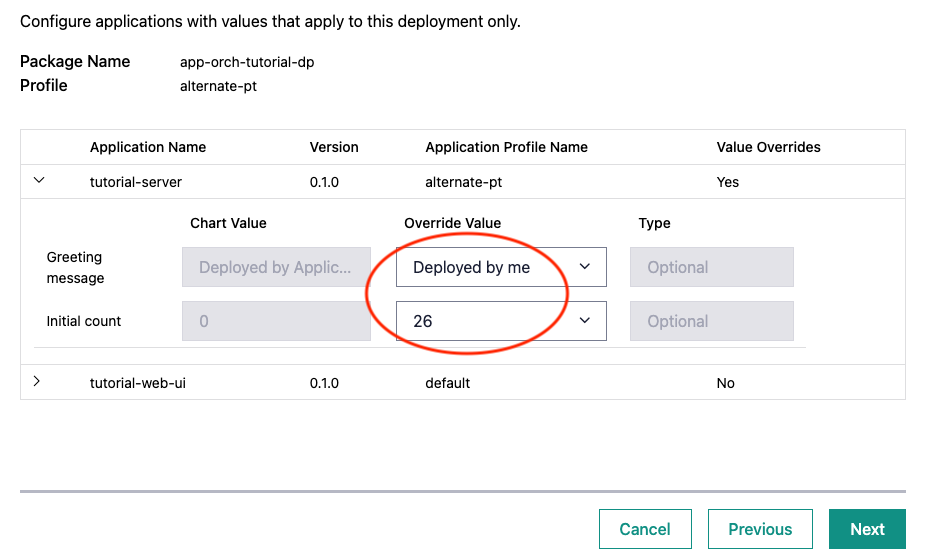 Configure applications with values that apply to this deployment only.
Package Name app-orch-tutorial-dp
Profile alternate-pt
Application Name Version Application Profile Name Value Overrides
tutorial-server 0.1.0 alternate-pt Yes
Chart Value Override Value Type
Greeting message Deployed by Applic... Deployed by me Optional
Initial count 0 26 Optional
tutorial-web-ui 0.1.0 default No
Cancel Previous Next